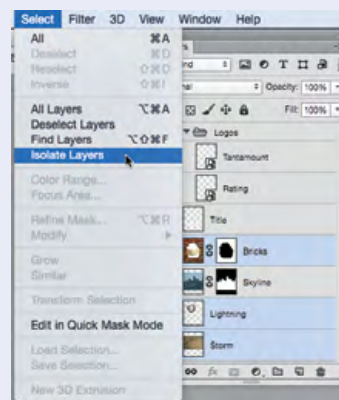 Select Filter 3D View Window Help
All ⌘A
Deselect ⌘D
Reselect ⇧⌘D
Inverse ⇧⌘I
All Layers ⌥⌘A
Deselect Layers
Find Layers ⌥⇧⌘F
Isolate Layers
Color Range...
Focus Area...
Refine Mask... ⌥⌘R
Modify
Grow
Similar
Transform Selection
Edit in Quick Mask Mode
Load Selection...
Save Selection...
New 3D Extrusion
Opacity: 100%
Fill: 100%
Logos
Tantamount
Rating
Title
Bricks
Skyline
Lightning
Storm
fx